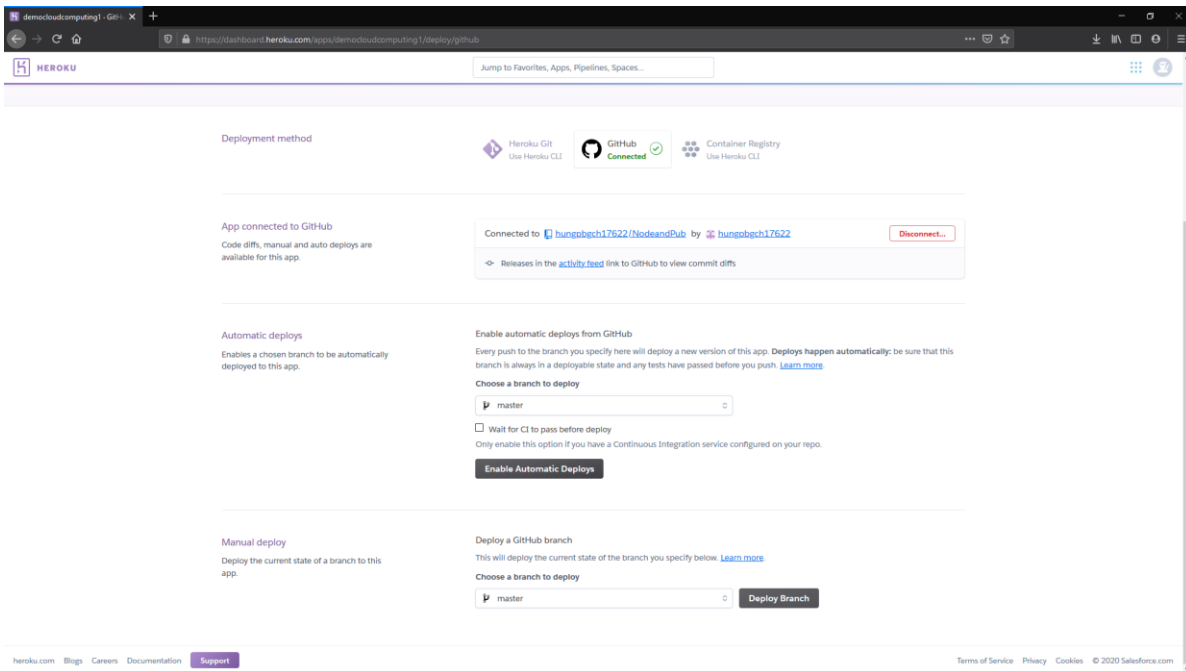 democloudcomputing1 · GitH
https://dashboard.heroku.com/apps/democloudcomputing1/deploy/github
HEROKU
Jump to Favorites, Apps, Pipelines, Spaces...
Deployment method
Heroku Git
Use Heroku CLI
GitHub
Connected
Container Registry
Use Heroku CLI
App connected to GitHub
Code diffs, manual and auto deploys are
available for this app.
Connected to hungpbgch17622/NodeandPub by hungpbgch17622
Disconnect...
Releases in the activity feed link to GitHub to view commit diffs
Automatic deploys
Enables a chosen branch to be automatically
deployed to this app.
Enable automatic deploys from GitHub
Every push to the branch you specify here will deploy a new version of this app. Deploys happen automatically: be sure that this
branch is always in a deployable state and any tests have passed before you push. Learn more.
Choose a branch to deploy
master
Wait for CI to pass before deploy
Only enable this option if you have a Continuous Integration service configured on your repo.
Enable Automatic Deploys
Manual deploy
Deploy the current state of a branch to this
app.
Deploy a GitHub branch
This will deploy the current state of the branch you specify below. Learn more.
Choose a branch to deploy
master
Deploy Branch
heroku.com Blogs Careers Documentation Support
Terms of Service Privacy Cookies © 2020 Salesforce.com